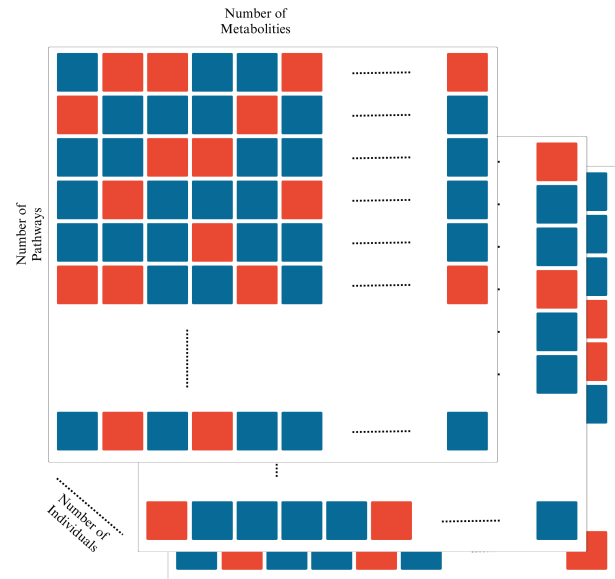 Number of
Metabolities
Number of
Pathways
Number of
Individuals